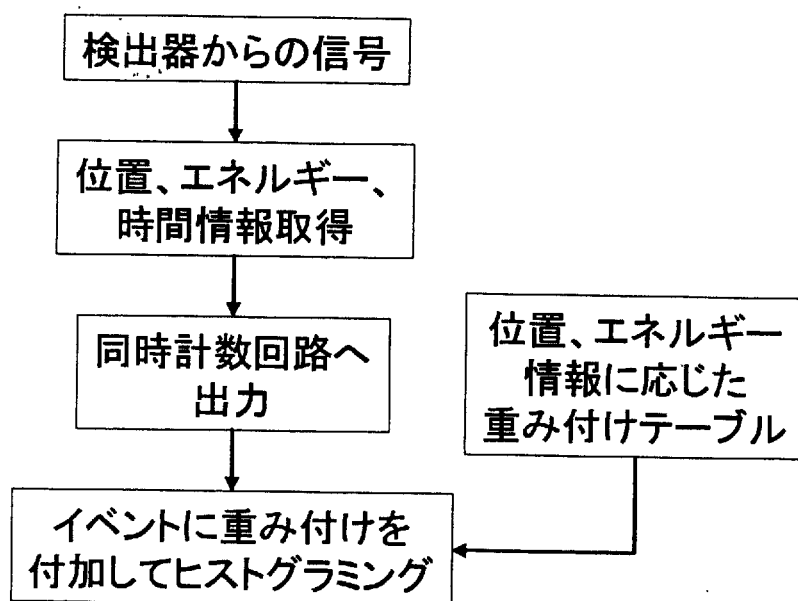 検出器からの信号
位置、エネルギー、
時間情報取得
同時計数回路へ
出力
位置、エネルギー
情報に応じた
重み付けテーブル
イベントに重み付けを
付加してヒストグラミング